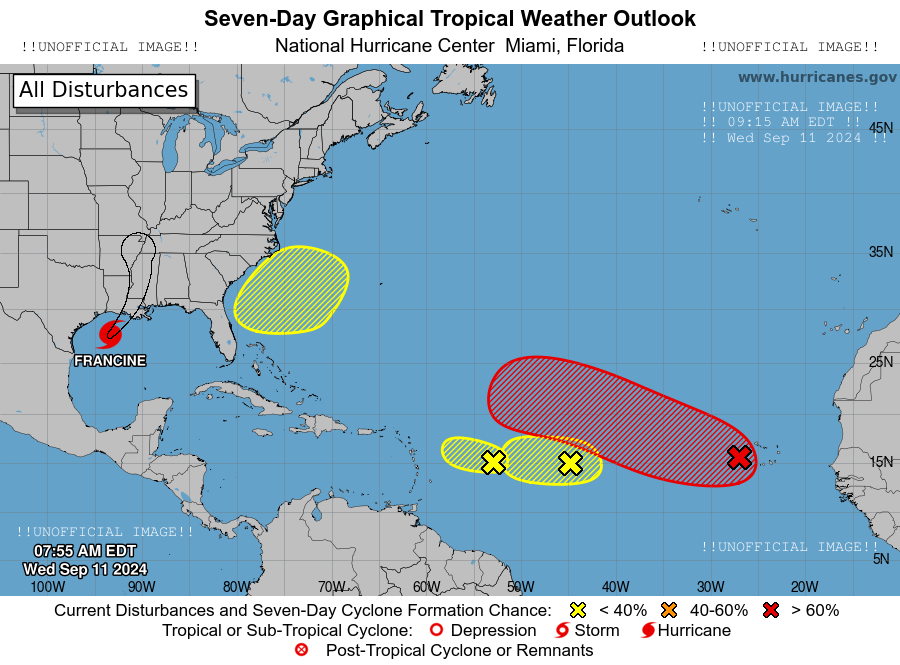 Seven-Day Graphical Tropical Weather Outlook
!!UNOFFICIAL IMAGE!! National Hurricane Center Miami, Florida !!UNOFFICIAL IMAGE!!
All Disturbances
www.hurricanes.gov
!!UNOFFICIAL IMAGE!!
!! 09:15 AM EDT !!
!! Wed Sep 11 2024 !!
45N
35N
FRANCINE
25N
15N
!!UNOFFICIAL IMAGE!!
!!UNOFFICIAL IMAGE!!
07:55 AM EDT
5N
Wed Sep 11 2024
100W 90W 80W 70W 60W 50W 40W 30W 20W
Current Disturbances and Seven-Day Cyclone Formation Chance: < 40% 40-60% > 60%
Tropical or Sub-Tropical Cyclone: Depression Storm Hurricane
Post-Tropical Cyclone or Remnants